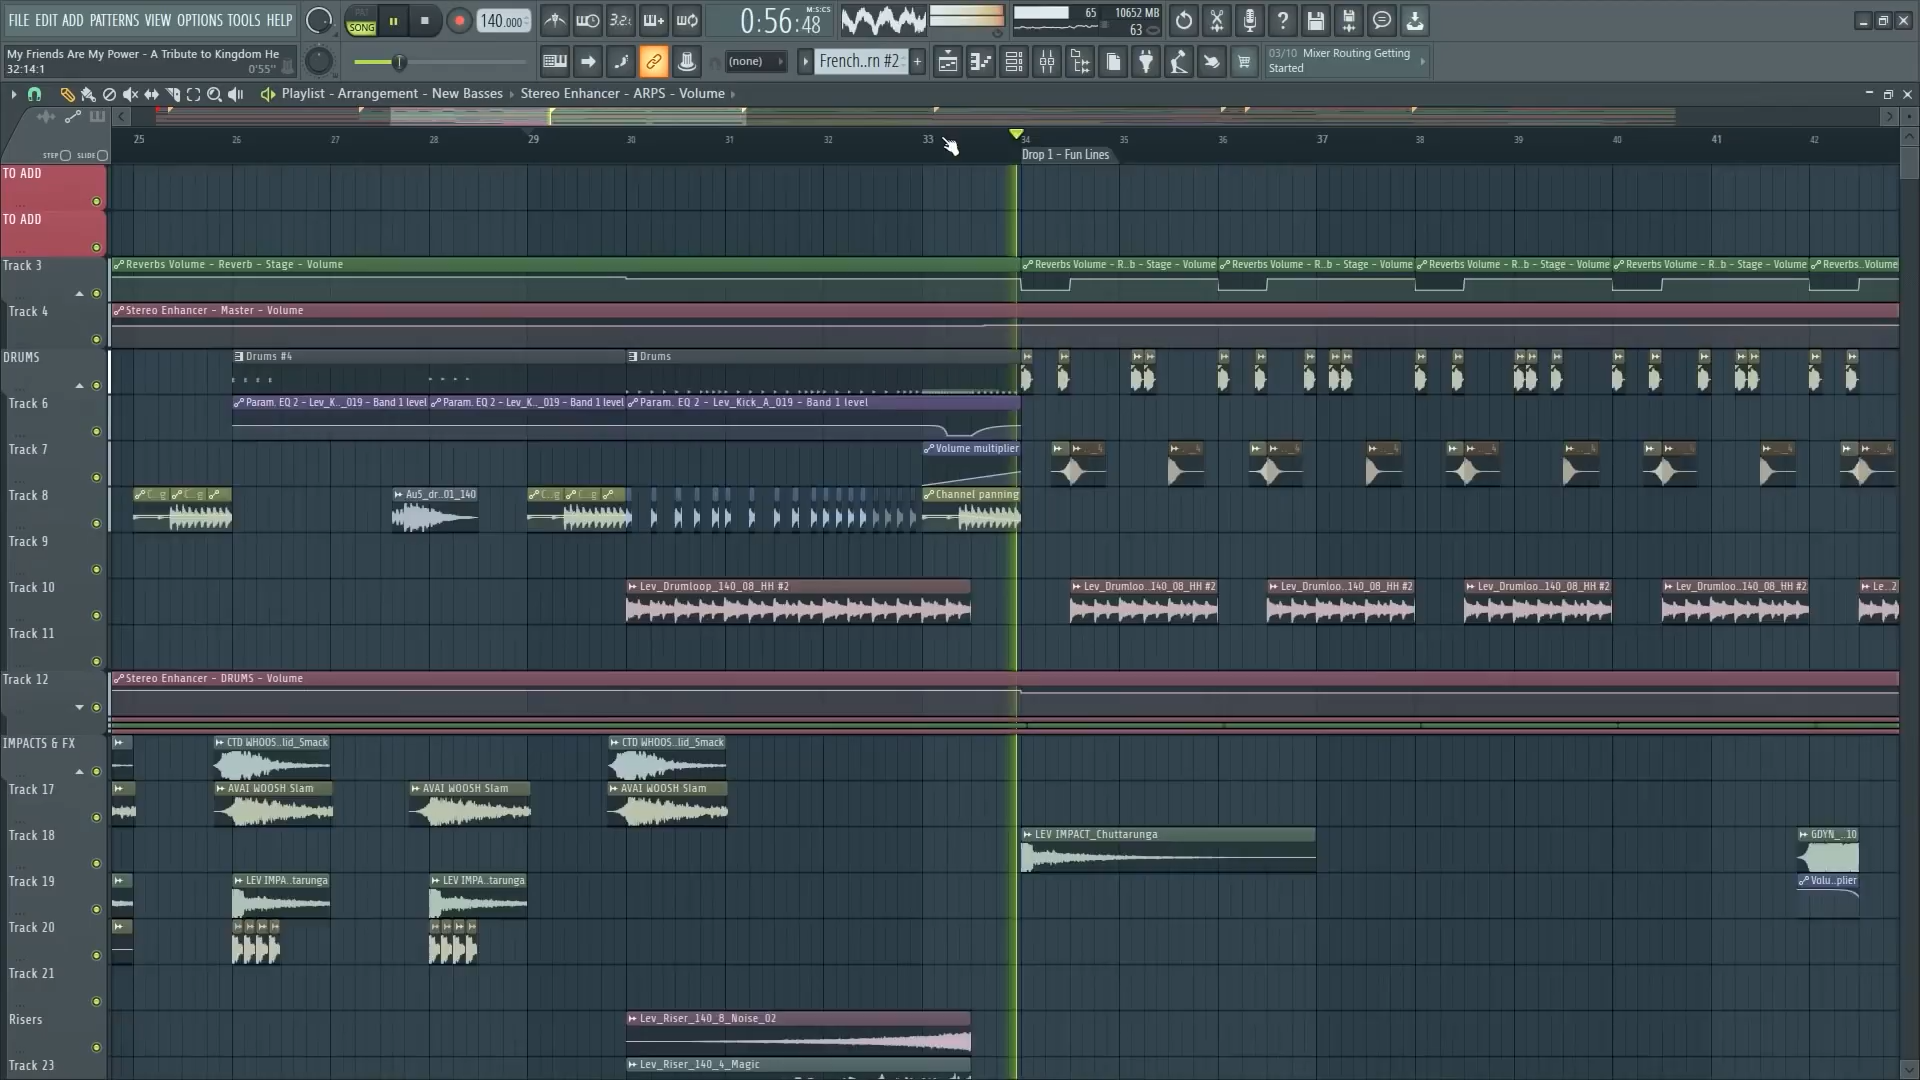 FILE EDIT ADD PATTERNS VIEW OPTIONS TOOLS HELP
PAT
SONG
140.000
3.2..
0:56:48
M:S:CS
65
10652 MB
63
My Friends Are My Power - A Tribute to Kingdom He
32:14:1
0'55"
(none)
French..rn #2
03/10 Mixer Routing Getting
Started
Playlist - Arrangement - New Basses
Stereo Enhancer - ARPS - Volume
STEP
SLIDE
25 26 27 28 29 30 31 32 33 34 35 36 37 38 39 40 41 42
Drop 1 - Fun Lines
TO ADD
TO ADD
Track 3
Reverbs Volume - Reverb - Stage - Volume
Reverbs Volume - R..b - Stage - Volume
Reverbs Volume - R..b - Stage - Volume
Reverbs Volume - R..b - Stage - Volume
Reverbs Volume - R..b - Stage - Volume
Reverbs..Volume
Track 4
Stereo Enhancer - Master - Volume
DRUMS
Drums #4
Drums
Track 6
Param. EQ 2 - Lev_K.._019 - Band 1 level
Param. EQ 2 - Lev_K.._019 - Band 1 level
Param. EQ 2 - Lev_Kick_A_019 - Band 1 level
Track 7
Volume multiplier
Track 8
Au5_dr..01_140
Channel panning
Track 9
Track 10
Lev_Drumloop_140_08_HH #2
Lev_Drumloo..140_08_HH #2
Lev_Drumloo..140_08_HH #2
Lev_Drumloo..140_08_HH #2
Lev_Drumloo..140_08_HH #2
Le..2
Track 11
Track 12
Stereo Enhancer - DRUMS - Volume
IMPACTS & FX
CTD WHOOS..lid_Smack
CTD WHOOS..lid_Smack
Track 17
AVAI WOOSH Slam
AVAI WOOSH Slam
AVAI WOOSH Slam
Track 18
LEV IMPACT_Chuttarunga
GDYN_..10
Track 19
LEV IMPA..tarunga
LEV IMPA..tarunga
Volu..plier
Track 20
Track 21
Risers
Lev_Riser_140_8_Noise_02
Track 23
Lev_Riser_140_4_Magic